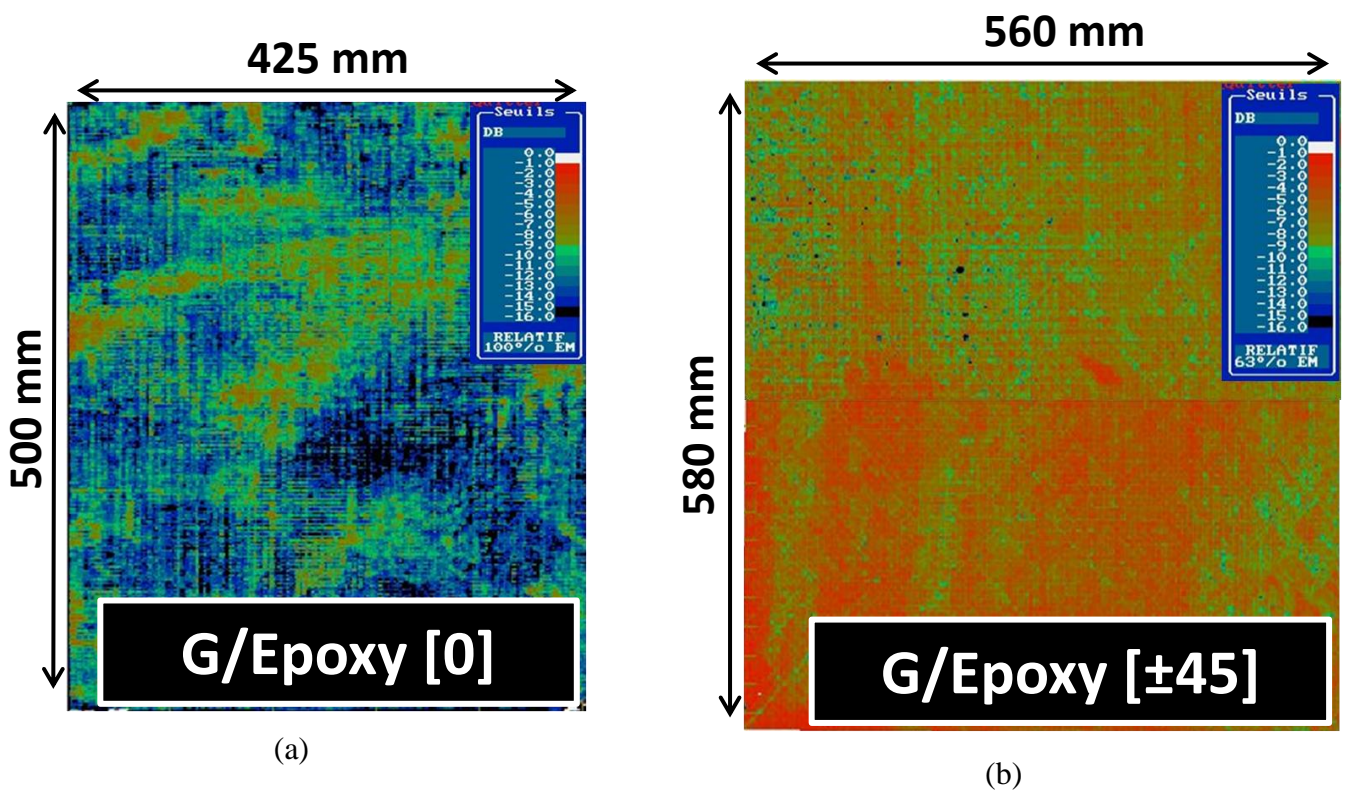 425 mm
500 mm
Quitter
Seuils
DB
0.0
-1.0
-2.0
-3.0
-4.0
-5.0
-6.0
-7.0
-8.0
-9.0
-10.0
-11.0
-12.0
-13.0
-14.0
-15.0
-16.0
RELATIF
100°/o EM
G/Epoxy [0]
(a)
560 mm
580 mm
Quitter
Seuils
DB
0.0
-1.0
-2.0
-3.0
-4.0
-5.0
-6.0
-7.0
-8.0
-9.0
-10.0
-11.0
-12.0
-13.0
-14.0
-15.0
-16.0
RELATIF
63°/o EM
G/Epoxy [±45]
(b)